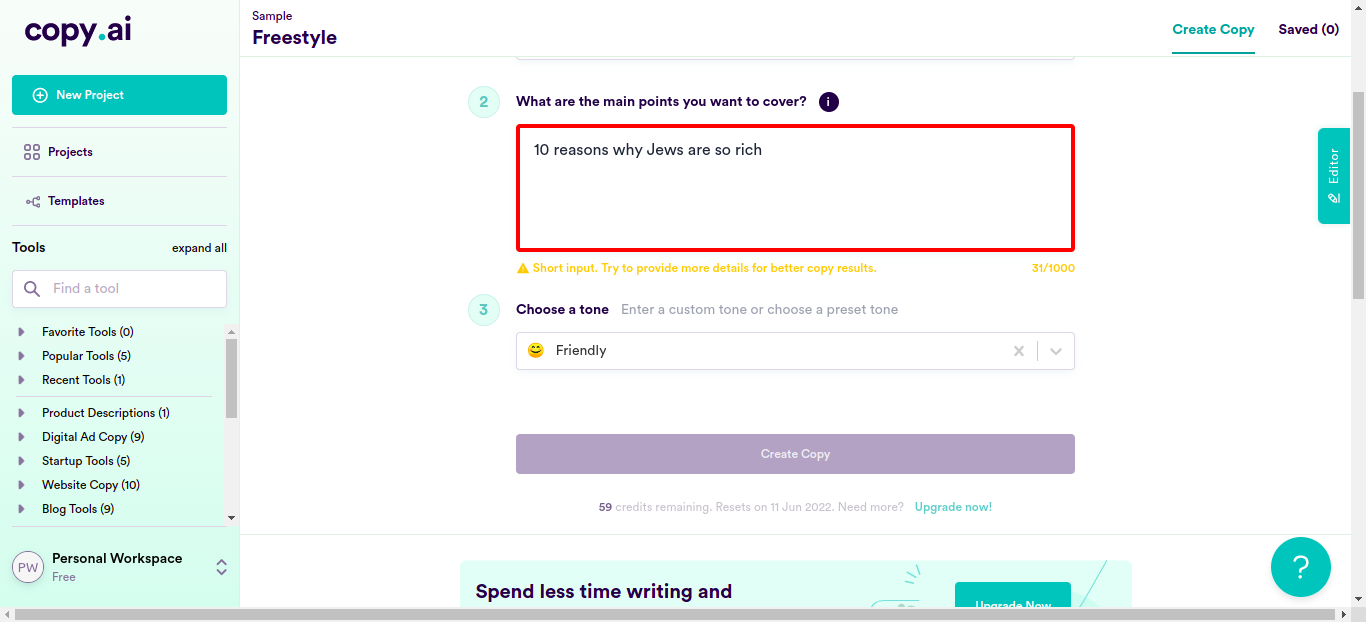 copy.ai
New Project
Projects
Templates
Tools
expand all
Find a tool
Favorite Tools (0)
Popular Tools (5)
Recent Tools (1)
Product Descriptions (1)
Digital Ad Copy (9)
Startup Tools (5)
Website Copy (10)
Blog Tools (9)
PW
Personal Workspace
Free
Sample
Freestyle
Create Copy
Saved (0)
2
What are the main points you want to cover?
i
10 reasons why Jews are so rich
Short input. Try to provide more details for better copy results.
31/1000
3
Choose a tone
Enter a custom tone or choose a preset tone
Friendly
Create Copy
59 credits remaining. Resets on 11 Jun 2022. Need more? Upgrade now!
Spend less time writing and
Upgrade Now
Editor
?